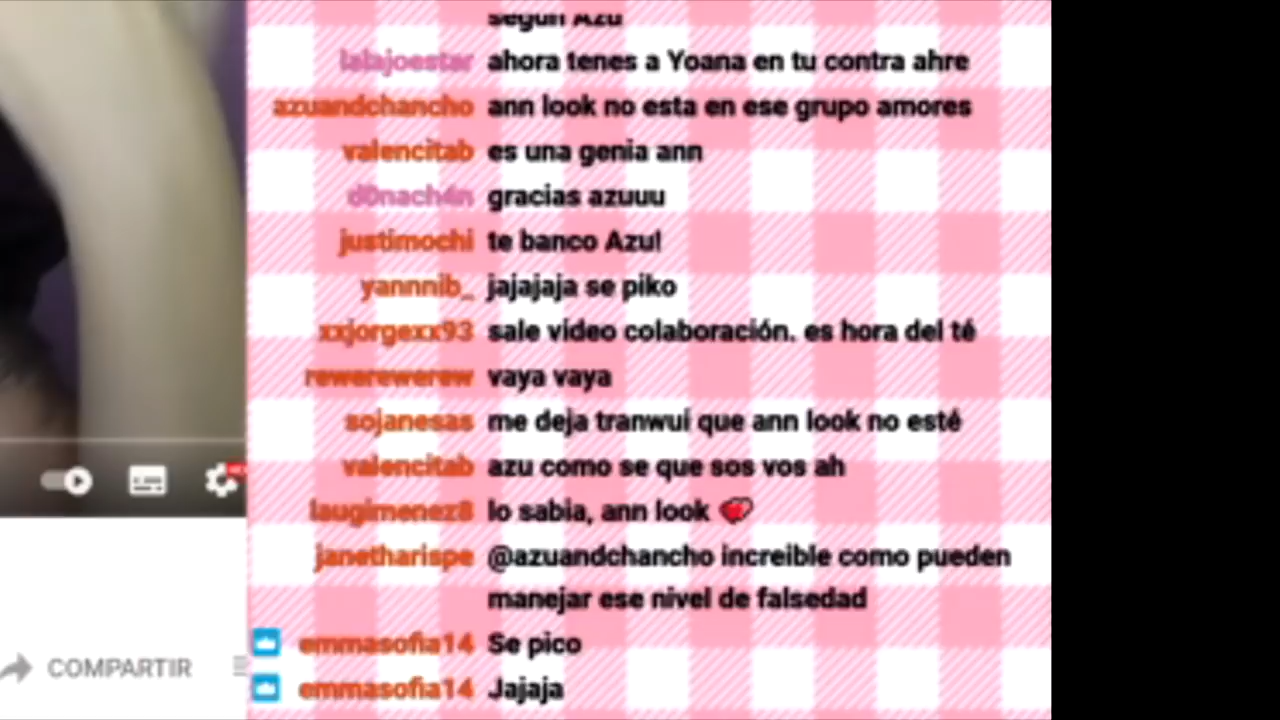 según Azu
lalajoestar ahora tenes a Yoana en tu contra ahre
azuandchancho ann look no esta en ese grupo amores
valencitab es una genia ann
d0nach4n gracias azuuu
justimochi te banco Azu!
yannnib_ jajajaja se piko
xxjorgexx93 sale video colaboración. es hora del té
rewerewerew vaya vaya
sojanesas me deja tranwui que ann look no esté
valencitab azu como se que sos vos ah
laugimenez8 lo sabia, ann look
janetharispe @azuandchancho increible como pueden
manejar ese nivel de falsedad
emmasofia14 Se pico
emmasofia14 Jajaja
COMPARTIR